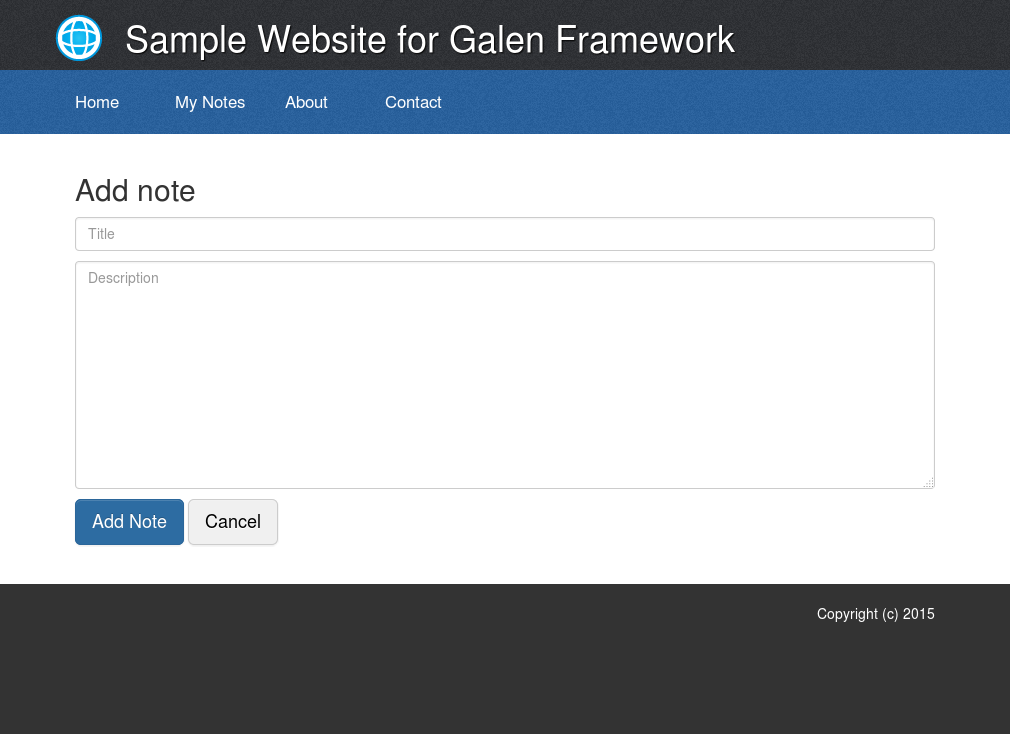 Sample Website for Galen Framework
Home My Notes About Contact
Add note
Title
Description
Add Note Cancel
Copyright (c) 2015